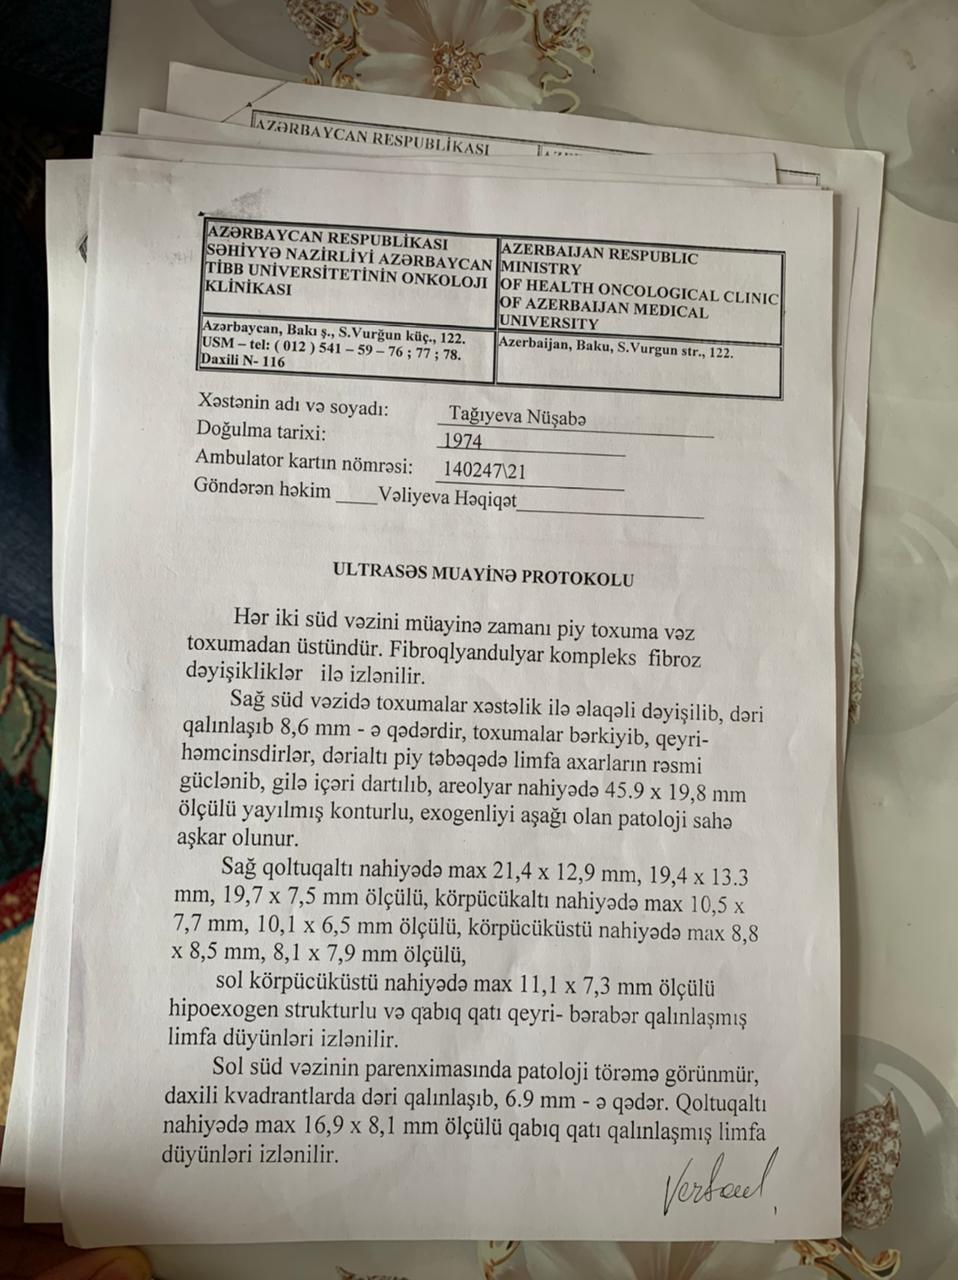 AZƏRBAYCAN RESPUBLİKASI
AZƏRBAYCAN RESPUBLİKASI
SƏHİYYƏ NAZİRLİYİ AZƏRBAYCAN
TİBB UNİVERSİTETİNİN ONKOLOJI
KLİNİKASI
AZERBAIJAN RESPUBLIC
MINISTRY
OF HEALTH ONCOLOGICAL CLINIC
OF AZERBAIJAN MEDICAL
UNIVERSITY
Azərbaycan, Bakı ş., S.Vurğun küç., 122.
USM – tel: ( 012 ) 541 – 59 – 76 ; 77 ; 78.
Daxili N- 116
Azerbaijan, Baku, S.Vurgun str., 122.
Xəstənin adı və soyadı: Tağıyeva Nüşabə
Doğulma tarixi: 1974
Ambulator kartın nömrəsi: 140247\21
Göndərən həkim ____Vəliyeva Həqiqət
ULTRASƏS MUAYİNƏ PROTOKOLU
Hər iki süd vəzini müayinə zamanı piy toxuma vəz
toxumadan üstündür. Fibroqlyandulyar kompleks fibroz
dəyişikliklər ilə izlənilir.
Sağ süd vəzidə toxumalar xəstəlik ilə əlaqəli dəyişilib, dəri
qalınlaşıb 8,6 mm - ə qədərdir, toxumalar bərkiyib, qeyri-
həmcinsdirlər, dərialtı piy təbəqədə limfa axarların rəsmi
güclənib, gilə içəri dartılıb, areolyar nahiyədə 45.9 x 19,8 mm
ölçülü yayılmış konturlu, exogenliyi aşağı olan patoloji sahə
aşkar olunur.
Sağ qoltuqaltı nahiyədə max 21,4 x 12,9 mm, 19,4 x 13.3
mm, 19,7 x 7,5 mm ölçülü, körpücükaltı nahiyədə max 10,5 x
7,7 mm, 10,1 x 6,5 mm ölçülü, körpücüküstü nahiyədə max 8,8
x 8,5 mm, 8,1 x 7,9 mm ölçülü,
sol körpücüküstü nahiyədə max 11,1 x 7,3 mm ölçülü
hipoexogen strukturlu və qabıq qatı qeyri- bərabər qalınlaşmış
limfa düyünləri izlənilir.
Sol süd vəzinin parenximasında patoloji törəmə görünmür,
daxili kvadrantlarda dəri qalınlaşıb, 6.9 mm - ə qədər. Qoltuqaltı
nahiyədə max 16,9 x 8,1 mm ölçülü qabıq qatı qalınlaşmış limfa
düyünləri izlənilir.